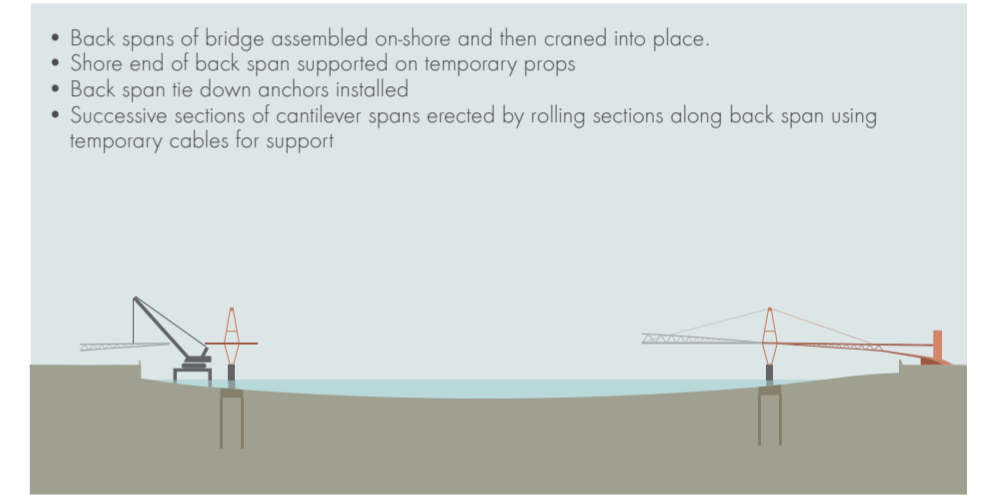 • Back spans of bridge assembled on-shore and then craned into place.
• Shore end of back span supported on temporary props
• Back span tie down anchors installed
• Successive sections of cantilever spans erected by rolling sections along back span using
temporary cables for support